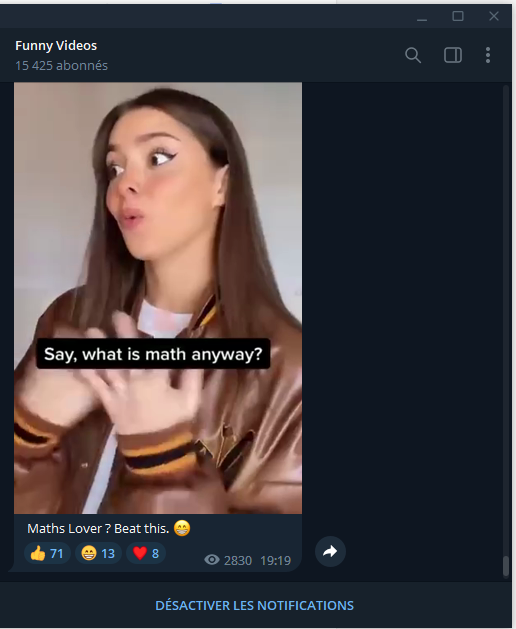 Funny Videos
15 425 abonnés
Say, what is math anyway?
Maths Lover ? Beat this. 😁
👍 71 😁 13 ❤️ 8 2830 19:19
DÉSACTIVER LES NOTIFICATIONS